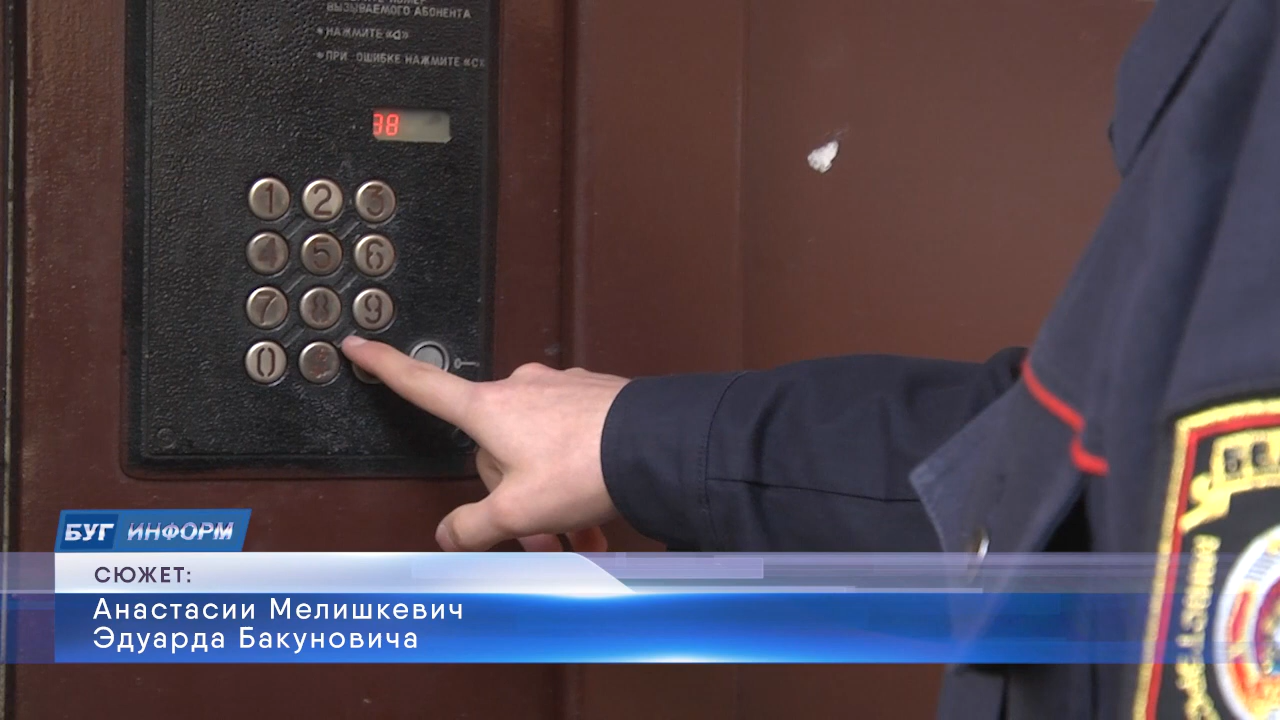 ВЫЗЫВАЕМОГО АБОНЕНТА
• НАЖМИТЕ «
• ПРИ ОШИБКЕ НАЖМИТЕ «С»
38
1 2 3
4 5 6
7 8 9
0
БУГ ИНФОРМ
СЮЖЕТ:
Анастасии Мелишкевич
Эдуарда Бакуновича